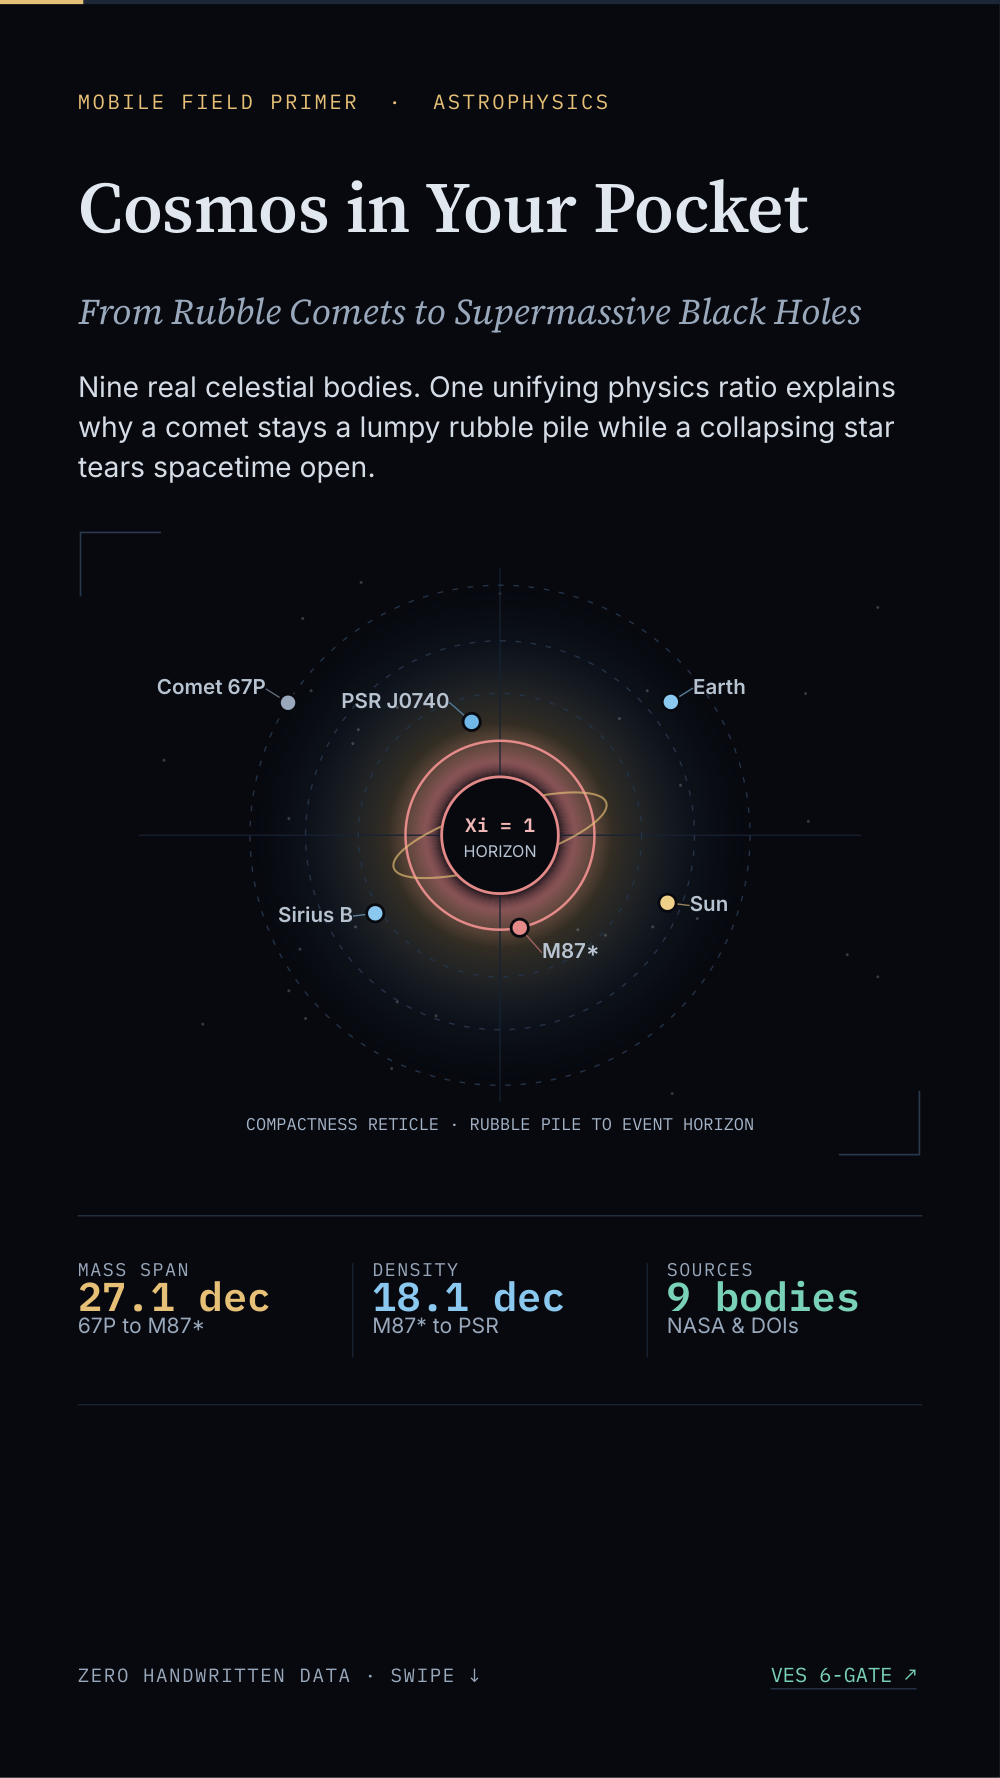 MOBILE FIELD PRIMER · ASTROPHYSICS
Cosmos in Your Pocket
From Rubble Comets to Supermassive Black Holes
Nine real celestial bodies. One unifying physics ratio explains
why a comet stays a lumpy rubble pile while a collapsing star
tears spacetime open.
Comet 67P
PSR J0740
Earth
Xi = 1
HORIZON
Sirius B
Sun
M87*
COMPACTNESS RETICLE · RUBBLE PILE TO EVENT HORIZON
MASS SPAN
27.1 dec
67P to M87*
DENSITY
18.1 dec
M87* to PSR
SOURCES
9 bodies
NASA & DOIs
ZERO HANDWRITTEN DATA · SWIPE ↓
VES 6-GATE ↗